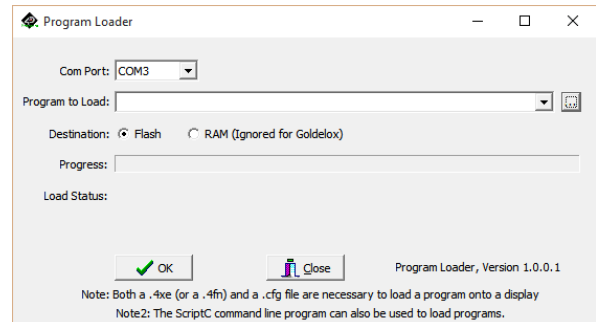 Program Loader
Com Port: COM3
Program to Load:
Destination: Flash RAM (Ignored for Goldelox)
Progress:
Load Status:
OK Close Program Loader, Version 1.0.0.1
Note: Both a .4xe (or a .4fn) and a .cfg file are necessary to load a program onto a display
Note2: The ScriptC command line program can also be used to load programs.